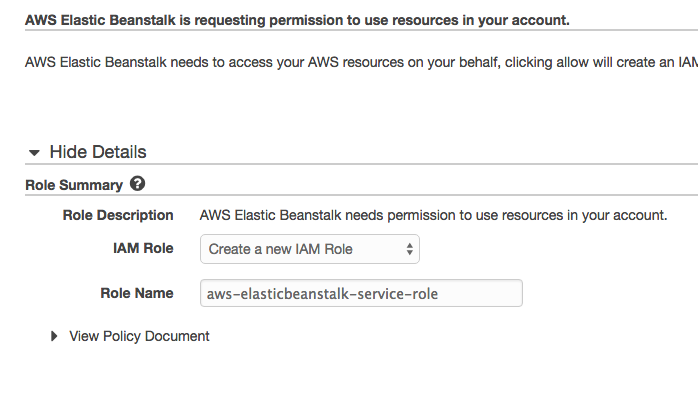 AWS Elastic Beanstalk is requesting permission to use resources in your account.
AWS Elastic Beanstalk needs to access your AWS resources on your behalf, clicking allow will create an IAM
Hide Details
Role Summary
Role Description AWS Elastic Beanstalk needs permission to use resources in your account.
IAM Role Create a new IAM Role
Role Name aws-elasticbeanstalk-service-role
View Policy Document